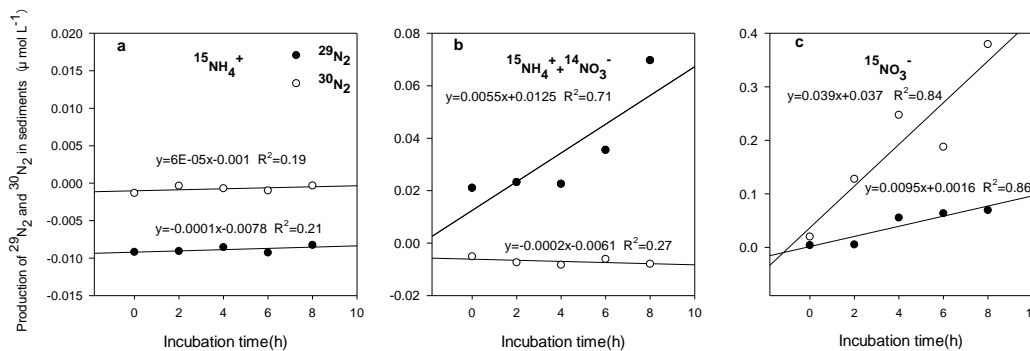 Production of ²⁹N₂ and ³⁰N₂ in sediments (μ mol L⁻¹)
a
¹⁵NH₄⁺
²⁹N₂
³⁰N₂
y=6E-05x-0.001 R²=0.19
y=-0.0001x-0.0078 R²=0.21
0.020
0.015
0.010
0.005
0.000
-0.005
-0.010
-0.015
0 2 4 6 8 10
Incubation time(h)
b
¹⁵NH₄⁺+¹⁴NO₃⁻
y=0.0055x+0.0125 R²=0.71
y=-0.0002x-0.0061 R²=0.27
0.08
0.06
0.04
0.02
0.00
-0.02
0 2 4 6 8 10
Incubation time(h)
c
¹⁵NO₃⁻
y=0.039x+0.037 R²=0.84
y=0.0095x+0.0016 R²=0.86
0.4
0.3
0.2
0.1
0.0
0 2 4 6 8
Incubation time(h)